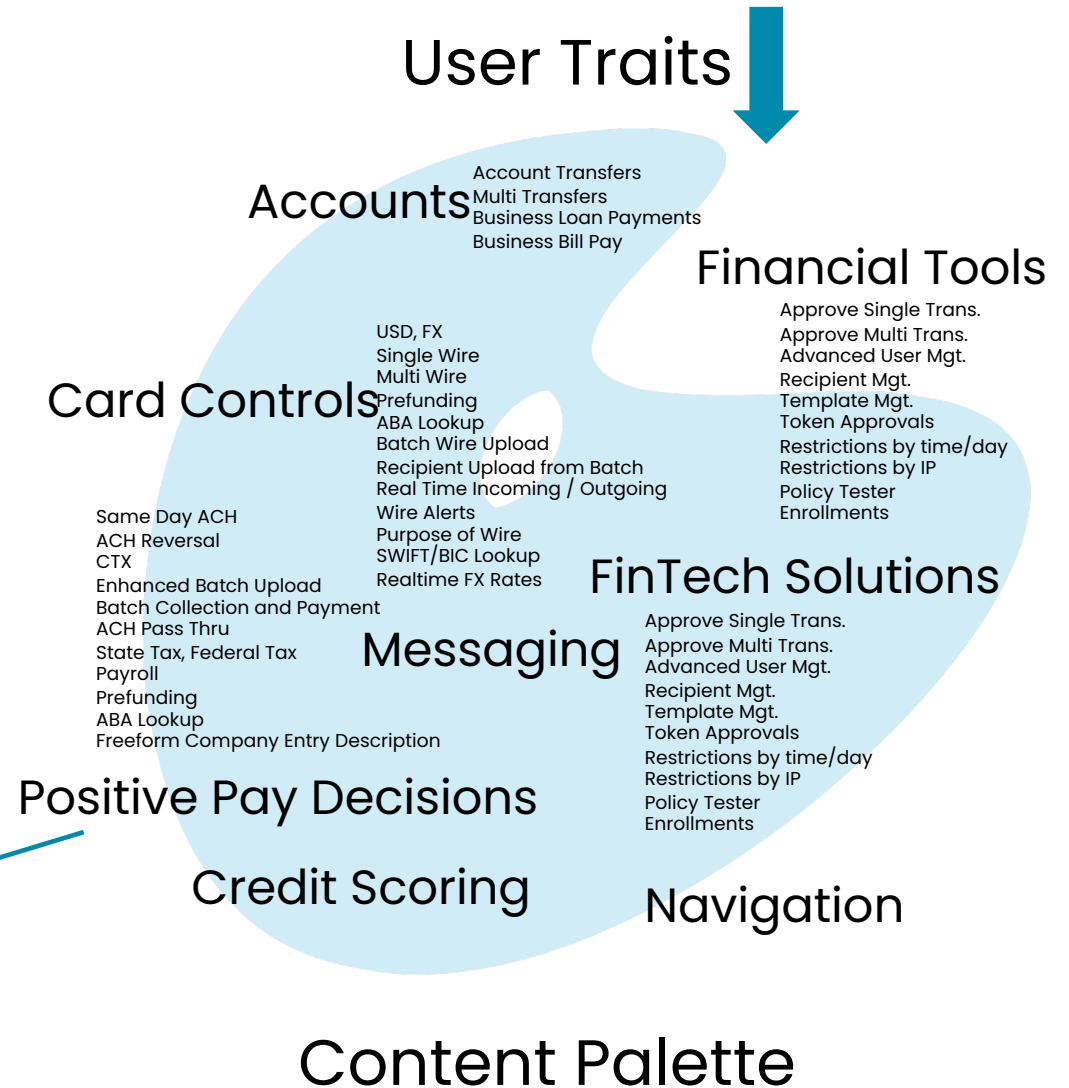 User Traits
Accounts
Account Transfers
Multi Transfers
Business Loan Payments
Business Bill Pay
Financial Tools
Approve Single Trans.
Approve Multi Trans.
Advanced User Mgt.
Recipient Mgt.
Template Mgt.
Token Approvals
Restrictions by time/day
Restrictions by IP
Policy Tester
Enrollments
Card Controls
USD, FX
Single Wire
Multi Wire
Prefunding
ABA Lookup
Batch Wire Upload
Recipient Upload from Batch
Real Time Incoming / Outgoing
Wire Alerts
Purpose of Wire
SWIFT/BIC Lookup
Realtime FX Rates
Same Day ACH
ACH Reversal
CTX
Enhanced Batch Upload
Batch Collection and Payment
ACH Pass Thru
State Tax, Federal Tax
Payroll
Prefunding
ABA Lookup
Freeform Company Entry Description
FinTech Solutions
Approve Single Trans.
Approve Multi Trans.
Advanced User Mgt.
Recipient Mgt.
Template Mgt.
Token Approvals
Restrictions by time/day
Restrictions by IP
Policy Tester
Enrollments
Messaging
Positive Pay Decisions
Credit Scoring
Navigation
Content Palette